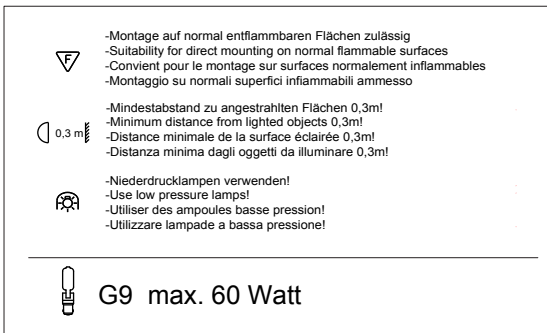 -Montage auf normal entflammbaren Flächen zulässig
F -Suitability for direct mounting on normal flammable surfaces
-Convient pour le montage sur surfaces normalement inflammables
-Montaggio su normali superfici infiammabili ammesso
-Mindestabstand zu angestrahlten Flächen 0,3m!
-Minimum distance from lighted objects 0,3m!
0,3 m -Distance minimale de la surface éclairée 0,3m!
-Distanza minima dagli oggetti da illuminare 0,3m!
-Niederdrucklampen verwenden!
-Use low pressure lamps!
-Utiliser des ampoules basse pression!
-Utilizzare lampade a bassa pressione!
G9 max. 60 Watt